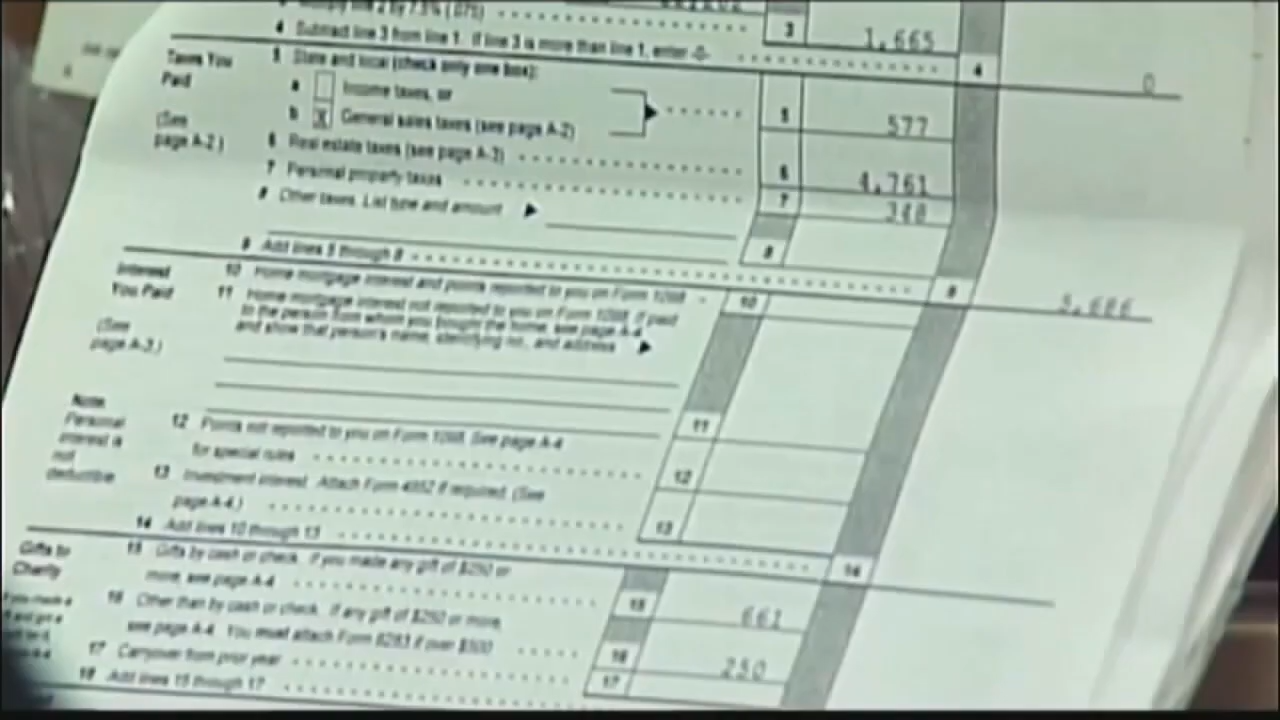 Multiply line 2 by 7.5% (.075) 3 1,665
4 Subtract line 3 from line 1. If line 3 is more than line 1, enter -0- 4 0
Taxes You Paid
(See page A-2.)
5 State and local (check only one box):
a Income taxes, or
b X General sales taxes (see page A-2) 5 577
6 Real estate taxes (see page A-3) 6 4,761
7 Personal property taxes 7 348
8 Other taxes. List type and amount
8
9 Add lines 5 through 8 9 5,686
Interest You Paid
(See page A-3.)
10 Home mortgage interest and points reported to you on Form 1098 10
11 Home mortgage interest not reported to you on Form 1098. If paid
to the person from whom you bought the home, see page A-4
and show that person's name, identifying no., and address
11
Note.
Personal
interest is
not
deductible
12 Points not reported to you on Form 1098. See page A-4
for special rules 12
13 Investment interest. Attach Form 4952 if required. (See
page A-4.) 13
14 Add lines 10 through 13 14
Gifts to Charity
15 Gifts by cash or check. If you made any gift of $250 or
more, see page A-4 15 661
16 Other than by cash or check. If any gift of $250 or more,
see page A-4. You must attach Form 8283 if over $500 16 250
17 Carryover from prior year 17
18 Add lines 15 through 17